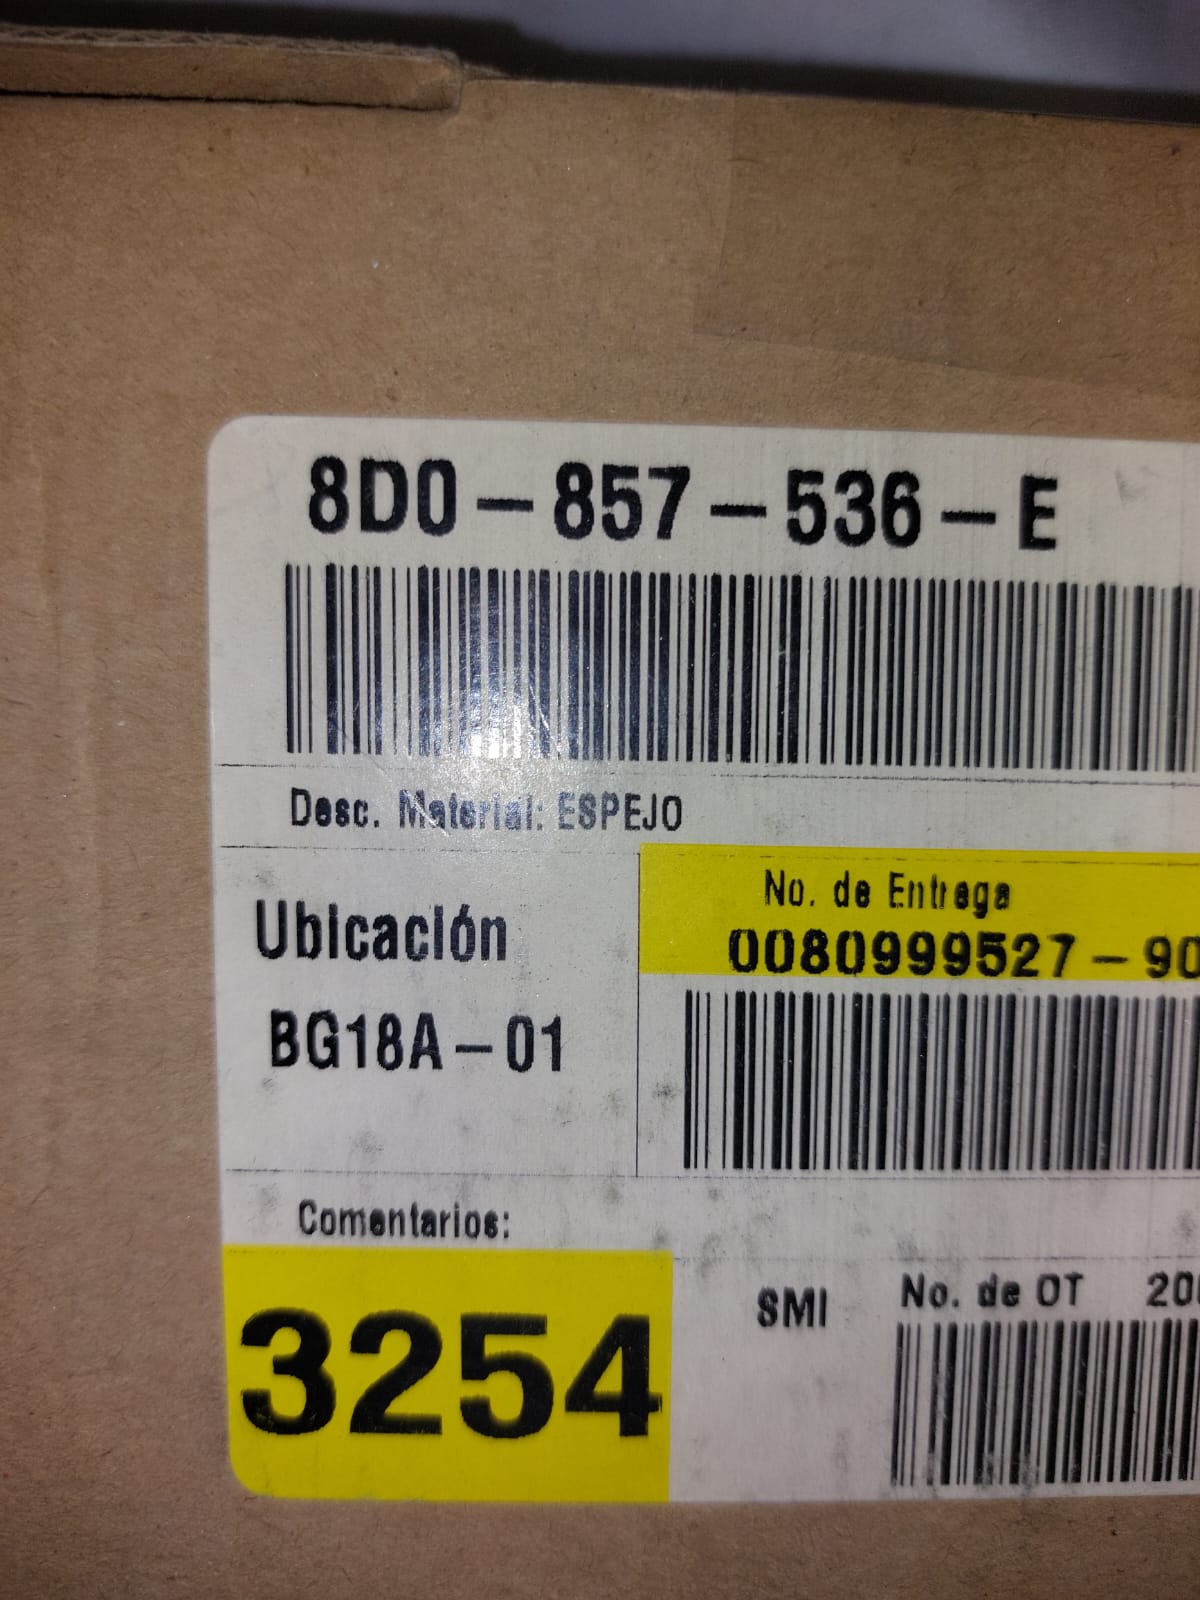 8D0-857-536-E
Desc. Material: ESPEJO
No. de Entrega
Ubicación
0080999527-90
BG18A-01
Comentarios:
3254
SMI
No. de OT